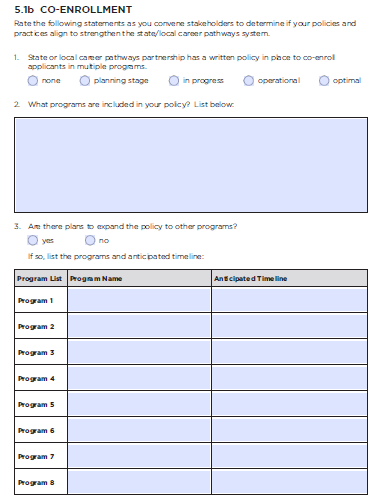 5.1b CO-ENROLLMENT
Rate the following statements as you convene stakeholders to determine if your policies and
practices align to strengthen the state/local career pathways system.
1. State or local career pathways partnership has a written policy in place to co-enroll
applicants in multiple programs.
none planning stage in progress operational optimal
2. What programs are included in your policy? List below:
3. Are there plans to expand the policy to other programs?
yes no
If so, list the programs and anticipated timeline:
Program List Program Name Anticipated Timeline
Program 1
Program 2
Program 3
Program 4
Program 5
Program 6
Program 7
Program 8